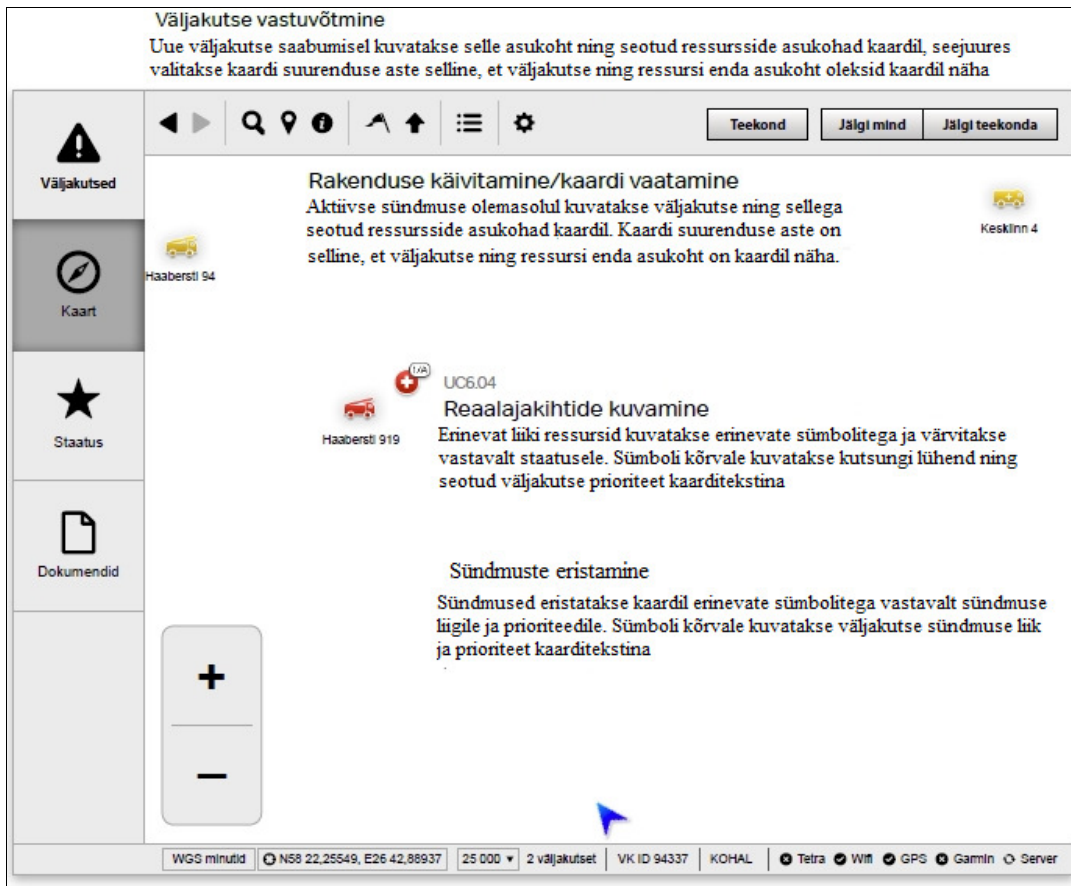 Väljakutse vastuvõtmine
Uue väljakutse saabumisel kuvatakse selle asukoht ning seotud ressursside asukohad kaardil, seejuures
valitakse kaardi suurenduse aste selline, et väljakutse ning ressursi enda asukoht oleksid kaardil näha
Teekond
Jälgi mind
Jälgi teekonda
Väljakutsed
Rakenduse käivitamine/kaardi vaatamine
Aktiivse sündmuse olemasolul kuvatakse väljakutse ning sellega
seotud ressursside asukohad kaardil. Kaardi suurenduse aste on
selline, et väljakutse ning ressursi enda asukoht on kaardil näha.
Kesklinn 4
Haabersti 94
Kaart
1/A
UC6.04
Reaalajakihtide kuvamine
Haabersti 919
Erinevat liiki ressursid kuvatakse erinevate sümbolitega ja värvitakse
vastavalt staatusele. Sümboli kõrvale kuvatakse kutsungi lühend ning
seotud väljakutse prioriteet kaarditekstina
Staatus
Dokumendid
Sündmuste eristamine
Sündmused eristatakse kaardil erinevate sümbolitega vastavalt sündmuse
liigile ja prioriteedile. Sümboli kõrvale kuvatakse väljakutse sündmuse liik
ja prioriteet kaarditekstina
+
−
WGS minutid N58 22,25549, E26 42,88937 25 000 2 väljakutset VK ID 94337 KOHAL Tetra Wifi GPS Garmin Server